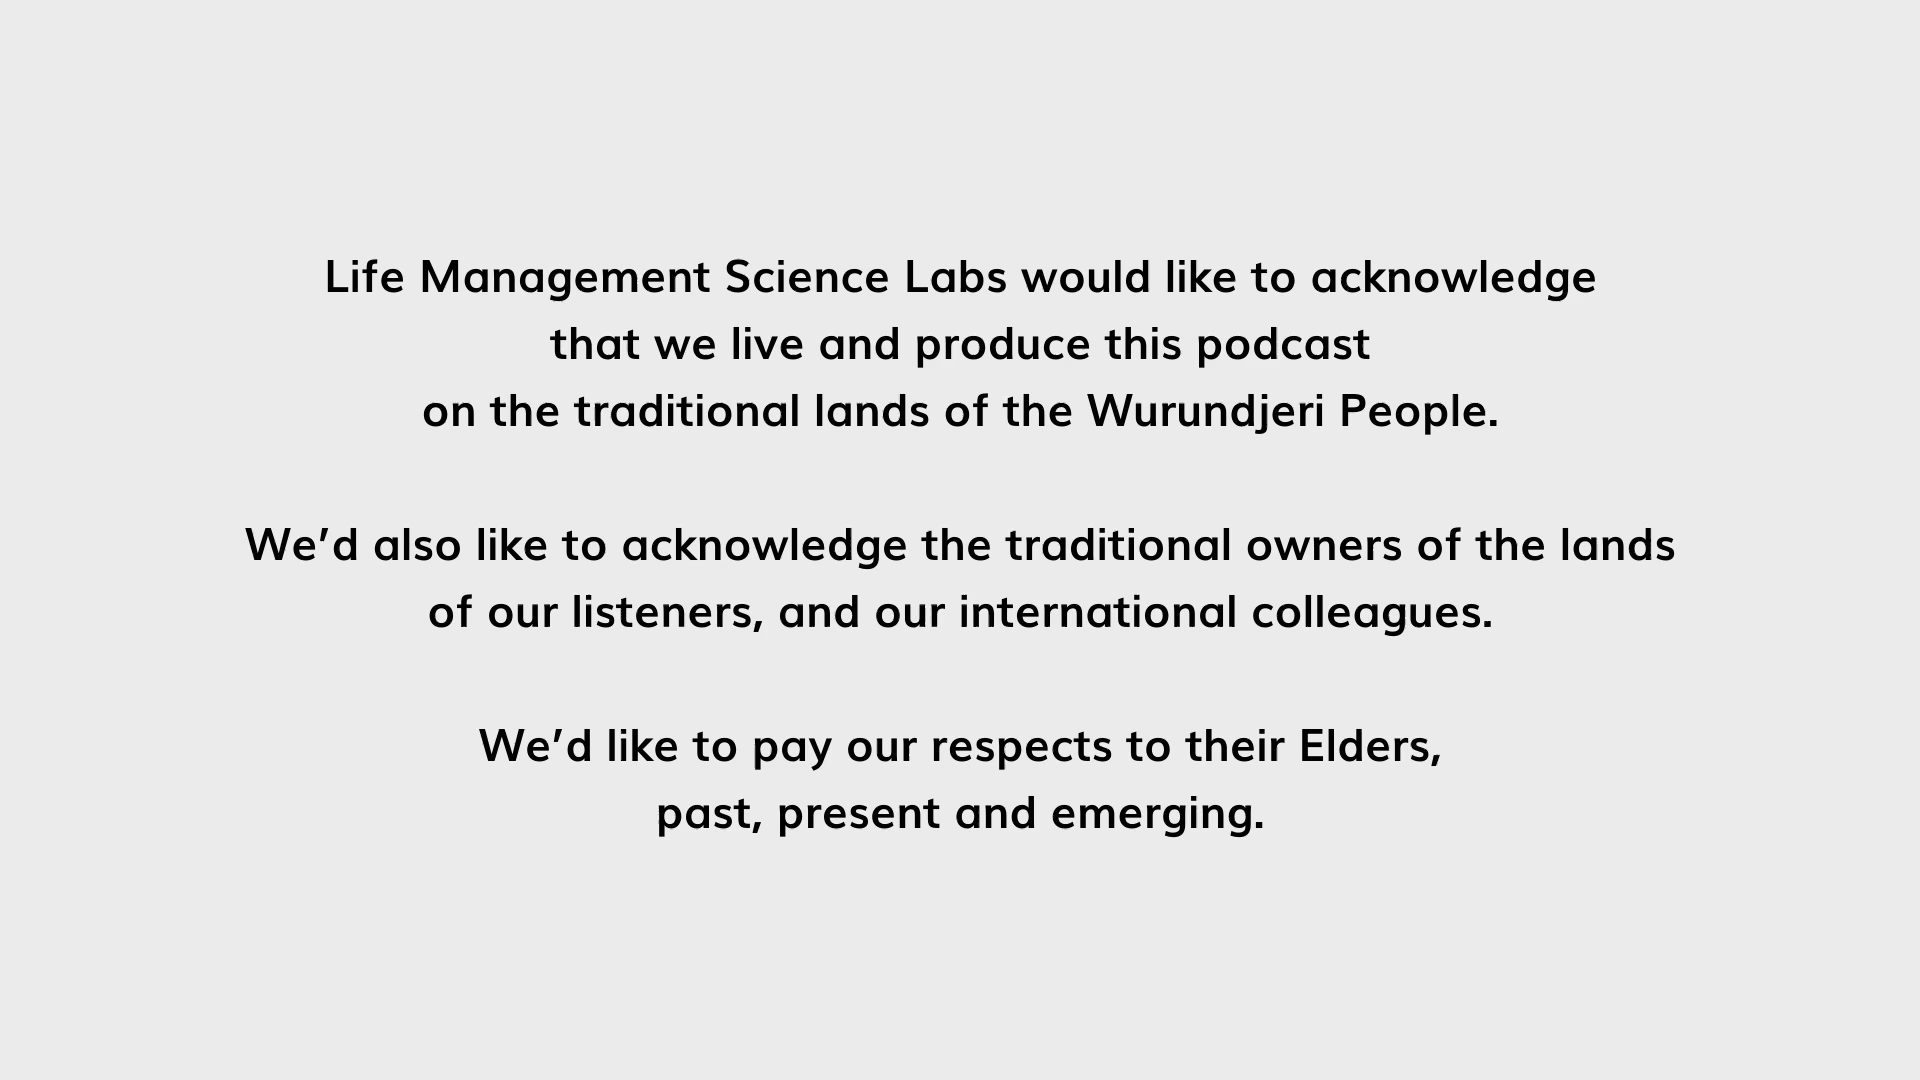 Life Management Science Labs would like to acknowledge
that we live and produce this podcast
on the traditional lands of the Wurundjeri People.
We’d also like to acknowledge the traditional owners of the lands
of our listeners, and our international colleagues.
We’d like to pay our respects to their Elders,
past, present and emerging.